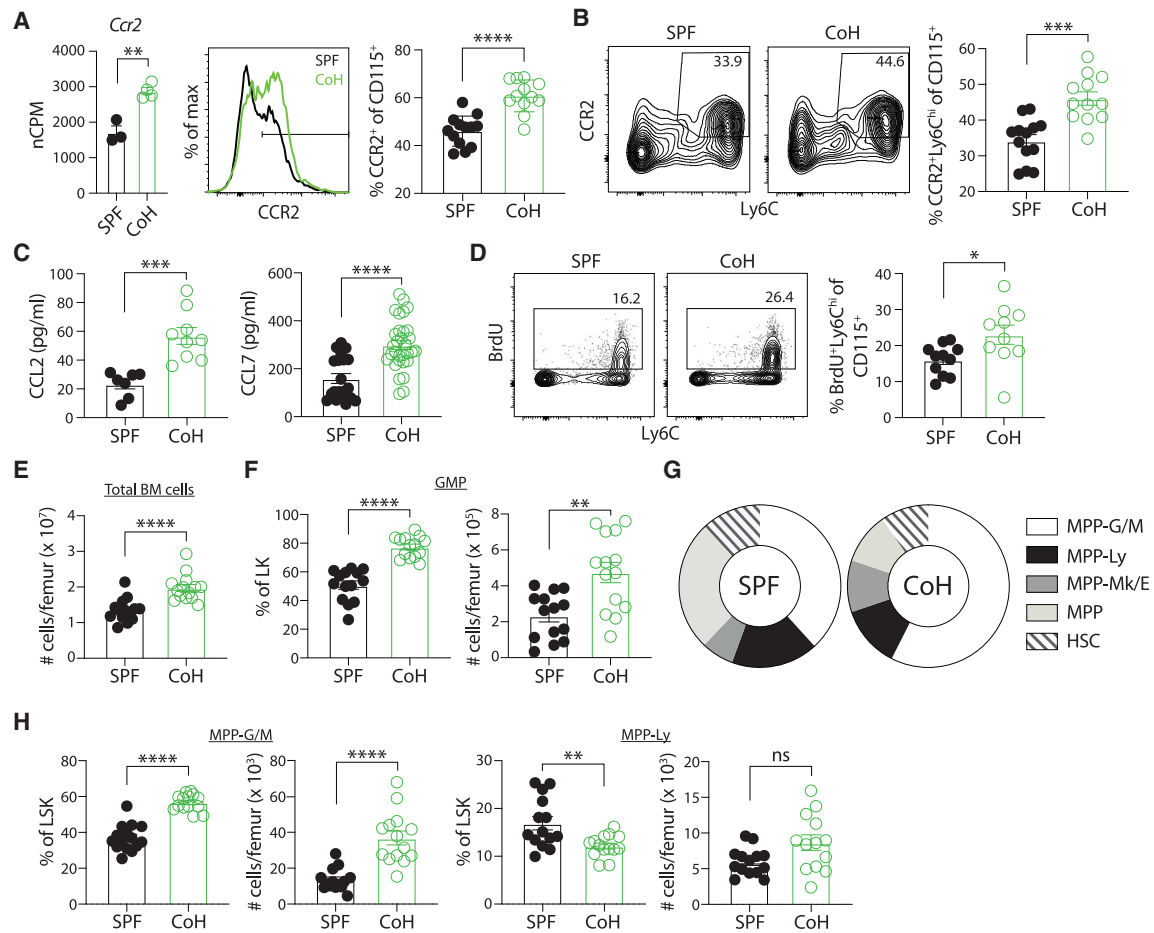 A
Ccr2
**
nCPM
4000
3000
2000
1000
0
SPF
CoH
SPF
CoH
% of max
CCR2
****
% CCR2⁺ of CD115⁺
80
60
40
20
SPF
CoH
B
SPF
CoH
33.9
44.6
CCR2
Ly6C
***
% CCR2⁺Ly6Cʰⁱ of CD115⁺
60
50
40
30
20
SPF
CoH
C
***
CCL2 (pg/ml)
100
80
60
40
20
0
SPF
CoH
****
CCL7 (pg/ml)
600
400
200
0
SPF
CoH
D
SPF
CoH
16.2
26.4
BrdU
Ly6C
*
% BrdU⁺Ly6Cʰⁱ of
CD115⁺
40
30
20
10
0
SPF
CoH
E
Total BM cells
****
# cells/femur (x 10⁷)
4
3
2
1
0
SPF
CoH
F
GMP
****
% of LK
100
80
60
40
20
0
SPF
CoH
**
# cells/femur (x 10⁵)
8
6
4
2
0
SPF
CoH
G
SPF
CoH
MPP-G/M
MPP-Ly
MPP-Mk/E
MPP
HSC
H
MPP-G/M
****
% of LSK
80
60
40
20
0
SPF
CoH
****
# cells/femur (x 10³)
80
60
40
20
0
SPF
CoH
MPP-Ly
**
% of LSK
30
20
10
0
SPF
CoH
ns
# cells/femur (x 10³)
20
15
10
5
0
SPF
CoH